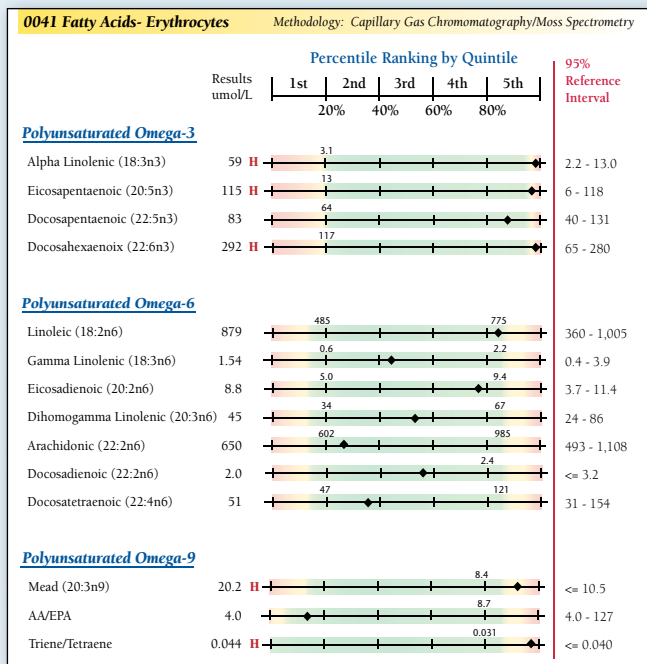 0041 Fatty Acids- Erythrocytes Methodology: Capillary Gas Chromomatography/Moss Spectrometry
Percentile Ranking by Quintile
Results umol/L 1st 2nd 3rd 4th 5th 95% Reference Interval
20% 40% 60% 80%
Polyunsaturated Omega-3
3.1
Alpha Linolenic (18:3n3) 59 H 2.2 - 13.0
13
Eicosapentaenoic (20:5n3) 115 H 6 - 118
64
Docosapentaenoic (22:5n3) 83 40 - 131
117
Docosahexaenoix (22:6n3) 292 H 65 - 280
Polyunsaturated Omega-6
485 775
Linoleic (18:2n6) 879 360 - 1,005
0.6 2.2
Gamma Linolenic (18:3n6) 1.54 0.4 - 3.9
5.0 9.4
Eicosadienoic (20:2n6) 8.8 3.7 - 11.4
34 67
Dihomogamma Linolenic (20:3n6) 45 24 - 86
602 985
Arachidonic (22:2n6) 650 493 - 1,108
2.4
Docosadienoic (22:2n6) 2.0 <= 3.2
47 121
Docosatetraenoic (22:4n6) 51 31 - 154
Polyunsaturated Omega-9
8.4
Mead (20:3n9) 20.2 H <= 10.5
8.7
AA/EPA 4.0 4.0 - 127
0.031
Triene/Tetraene 0.044 H <= 0.040